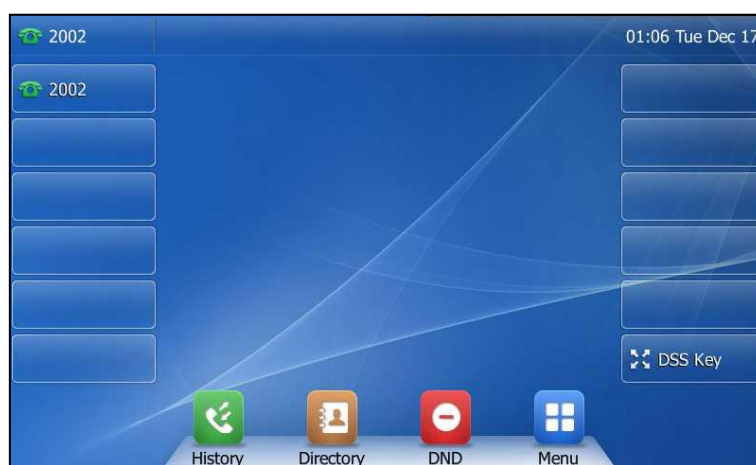 2002
01:06 Tue Dec 17
2002
DSS Key
History
Directory
DND
Menu